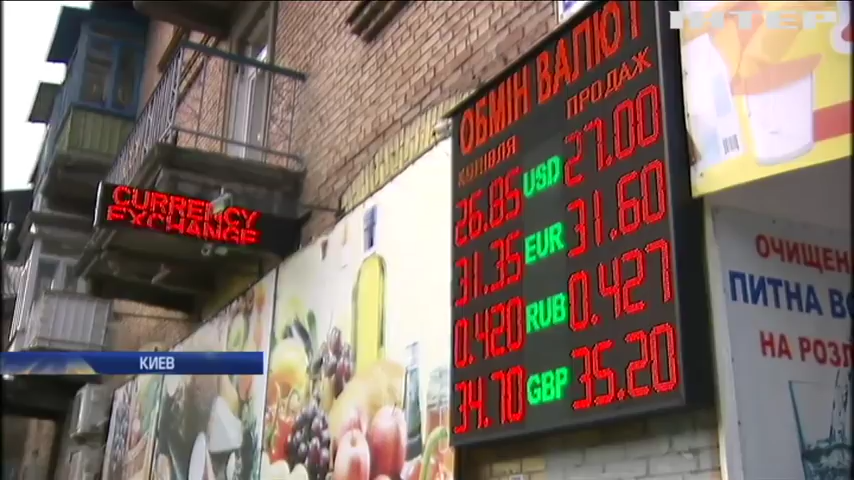 ІНТЕР
ОБМІН ВАЛЮТ
КУПІВЛЯ ПРОДАЖ
26.85 USD 27.00
31.35 EUR 31.60
0.420 RUB 0.427
34.70 GBP 35.20
CURRENCY
EXCHANGE
КИЕВ
ОЧИЩЕН
ПИТНА ВО
НА РОЗЛ